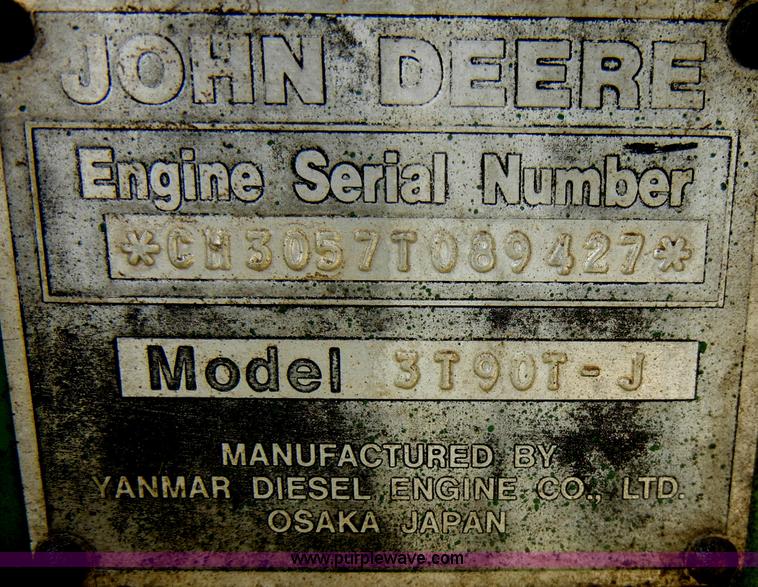 JOHN DEERE
Engine Serial Number
*CH3057T089427*
Model 3T90T-J
MANUFACTURED BY
YANMAR DIESEL ENGINE CO., LTD.
OSAKA JAPAN
www.purplewave.com